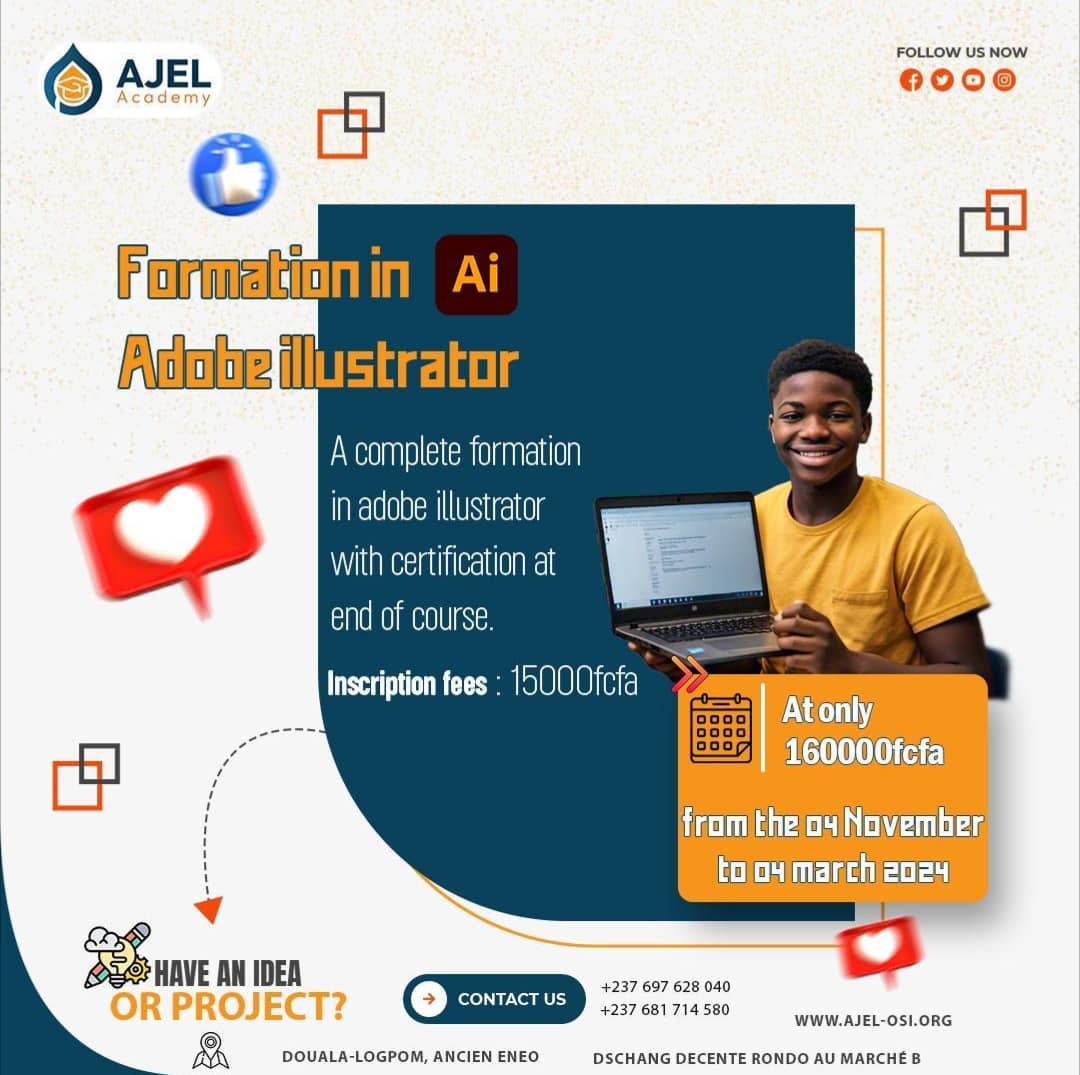 AJEL
Academy
FOLLOW US NOW
Formation in Ai
Adobe illustrator
A complete formation
in adobe illustrator
with certification at
end of course.
Inscription fees : 15000fcfa
At only
160000fcfa
from the 04 November
to 04 march 2024
HAVE AN IDEA
OR PROJECT?
CONTACT US
+237 697 628 040
+237 681 714 580
WWW.AJEL-OSI.ORG
DOUALA-LOGPOM, ANCIEN ENEO
DSCHANG DECENTE RONDO AU MARCHÉ B